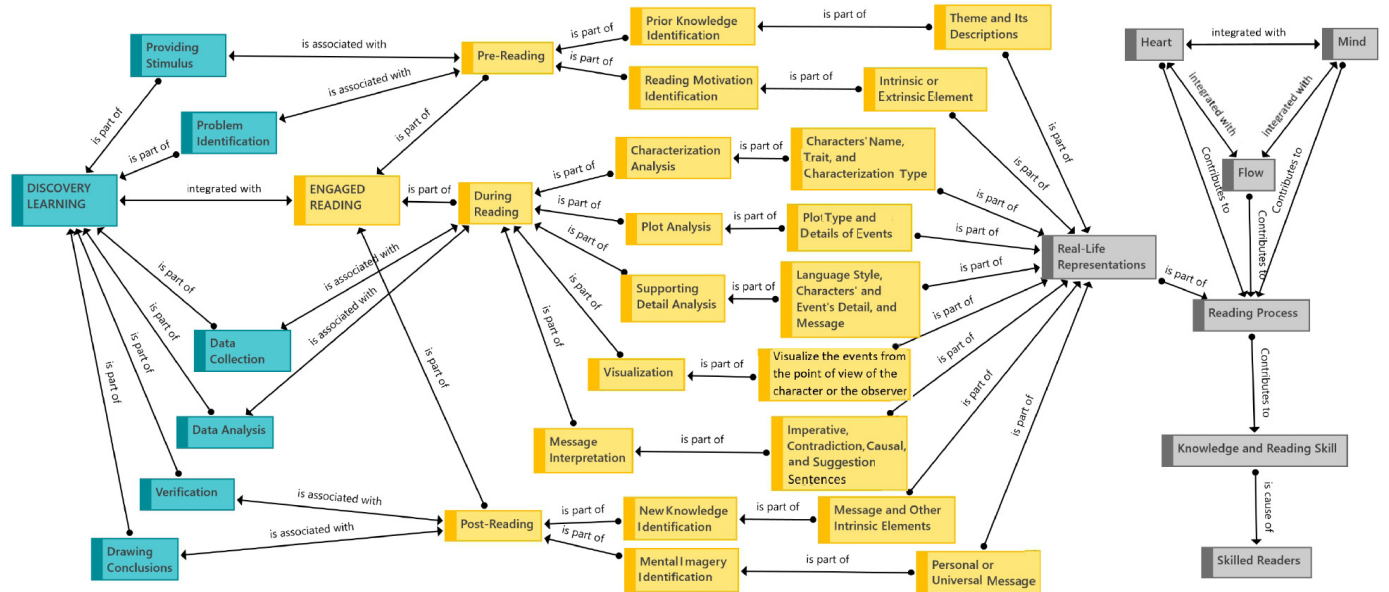 Providing
Stimulus
is associated with
Pre-Reading
is part of
Prior Knowledge
Identification
is part of
Theme and Its
Descriptions
Heart
integrated with
Mind
is associated with
is part of
Reading Motivation
Identification
is part of
Intrinsic or
Extrinsic Element
is part of
Problem
Identification
is part of
is part of
is part of
is part of
integrated with
integrated with
Contributes to
Contributes to
Flow
Characterization
Analysis
is part of
Characters' Name,
Trait, and
Characterization Type
is part of
DISCOVERY
LEARNING
integrated with
ENGAGED
READING
is part of
During
Reading
is part of
is part of
Plot Analysis
is part of
Plot Type and
Details of Events
is part of
is part of
Real-Life
Representations
is part of
Contributes to
Reading Process
is part of
is part of
Supporting
Detail Analysis
is part of
Language Style,
Characters' and
Event's Detail, and
Message
is part of
is associated with
is associated with
is part of
Data
Collection
is part of
is part of
is part of
is part of
is part of
Visualization
is part of
Visualize the events from
the point of view of the
character or the observer
is part of
is part of
is part of
is part of
Contributes to
Data Analysis
Message
Interpretation
is part of
Imperative,
Contradiction, Causal,
and Suggestion
Sentences
Knowledge and Reading Skill
Verification
is associated with
is associated with
Post-Reading
is part of
New Knowledge
Identification
is part of
Message and Other
Intrinsic Elements
is cause of
Drawing
Conclusions
is part of
Mental Imagery
Identification
is part of
Personal or
Universal Message
Skilled Readers